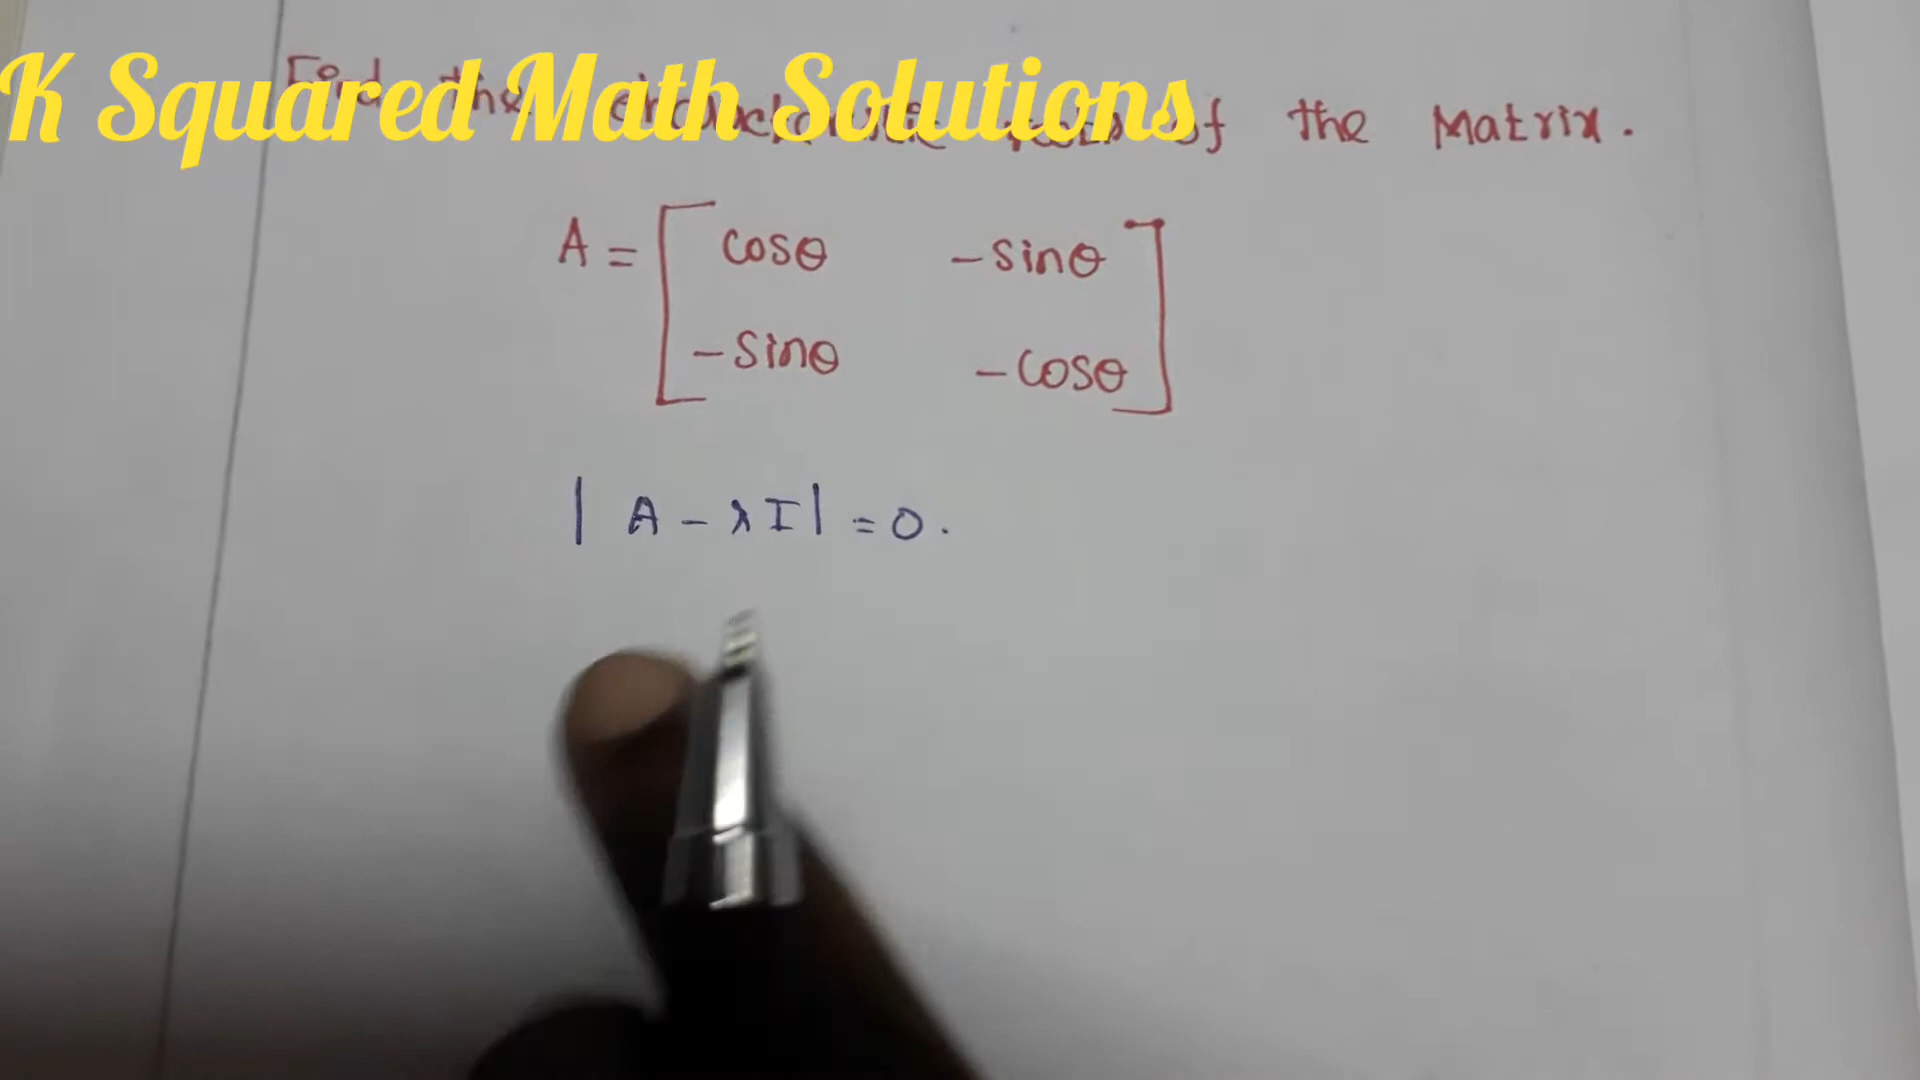 K Squared Math Solutions
Find the of the Matrix.
A = [ cosθ -sinθ
-sinθ -cosθ ]
| A - λI | = 0.